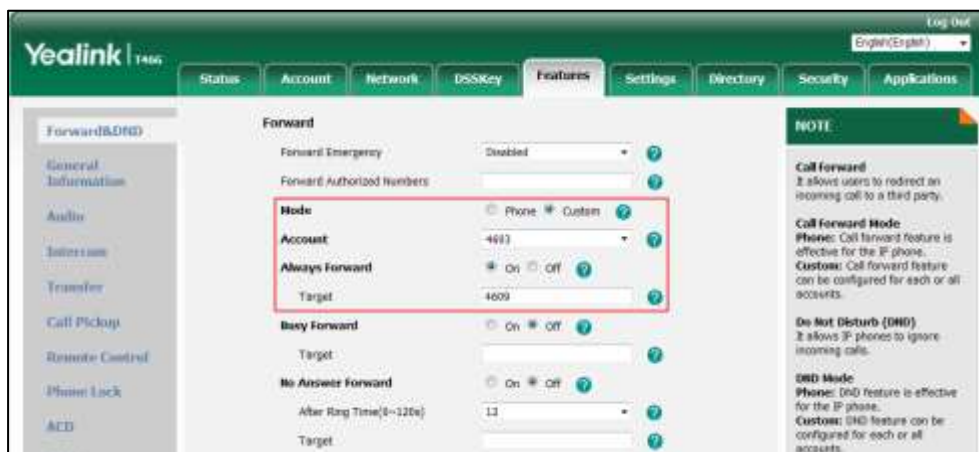 Log Out
Yealink T46G
English(English)
Status Account Network DSSKey Features Settings Directory Security Applications
Forward&DND
General
Information
Audio
Intercom
Transfer
Call Pickup
Remote Control
Phone Lock
ACD
Forward
Forward Emergency Disabled
Forward Authorized Numbers
Mode Phone Custom
Account 4603
Always Forward On Off
Target 4609
Busy Forward On Off
Target
No Answer Forward On Off
After Ring Time(0~120s) 12
Target
NOTE
Call Forward
It allows users to redirect an
incoming call to a third party.
Call Forward Mode
Phone: Call forward feature is
effective for the IP phone.
Custom: Call forward feature
can be configured for each or all
accounts.
Do Not Disturb (DND)
It allows IP phones to ignore
incoming calls.
DND Mode
Phone: DND feature is effective
for the IP phone.
Custom: DND feature can be
configured for each or all
accounts.